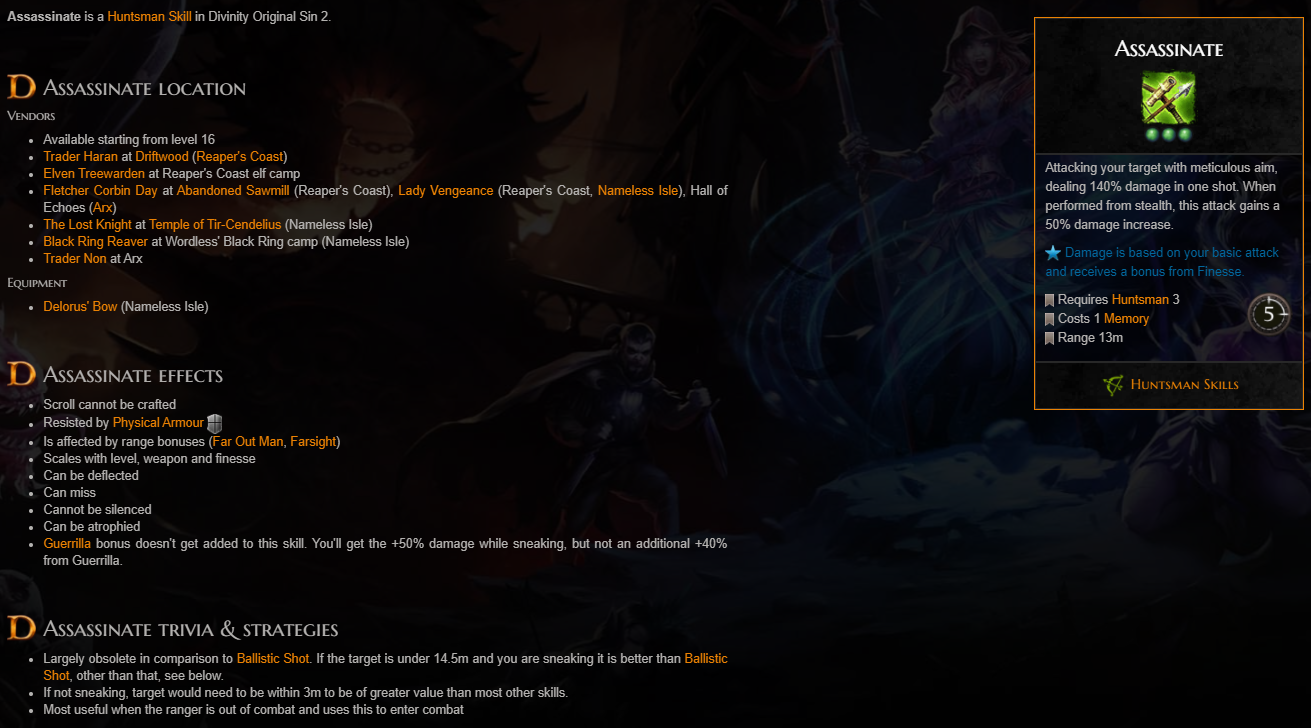 Assassinate is a Huntsman Skill in Divinity Original Sin 2.
Assassinate location
Vendors
Available starting from level 16
Trader Haran at Driftwood (Reaper's Coast)
Elven Treewarden at Reaper's Coast elf camp
Fletcher Corbin Day at Abandoned Sawmill (Reaper's Coast), Lady Vengeance (Reaper's Coast, Nameless Isle), Hall of
Echoes (Arx)
The Lost Knight at Temple of Tir-Cendelius (Nameless Isle)
Black Ring Reaver at Wordless' Black Ring camp (Nameless Isle)
Trader Non at Arx
Equipment
Delorus' Bow (Nameless Isle)
Assassinate effects
Scroll cannot be crafted
Resisted by Physical Armour
Is affected by range bonuses (Far Out Man, Farsight)
Scales with level, weapon and finesse
Can be deflected
Can miss
Cannot be silenced
Can be atrophied
Guerrilla bonus doesn't get added to this skill. You'll get the +50% damage while sneaking, but not an additional +40%
from Guerrilla.
Assassinate trivia & strategies
Largely obsolete in comparison to Ballistic Shot. If the target is under 14.5m and you are sneaking it is better than Ballistic
Shot, other than that, see below.
If not sneaking, target would need to be within 3m to be of greater value than most other skills.
Most useful when the ranger is out of combat and uses this to enter combat
Assassinate
Attacking your target with meticulous aim,
dealing 140% damage in one shot. When
performed from stealth, this attack gains a
50% damage increase.
Damage is based on your basic attack
and receives a bonus from Finesse.
Requires Huntsman 3
Costs 1 Memory
Range 13m
5
Huntsman Skills